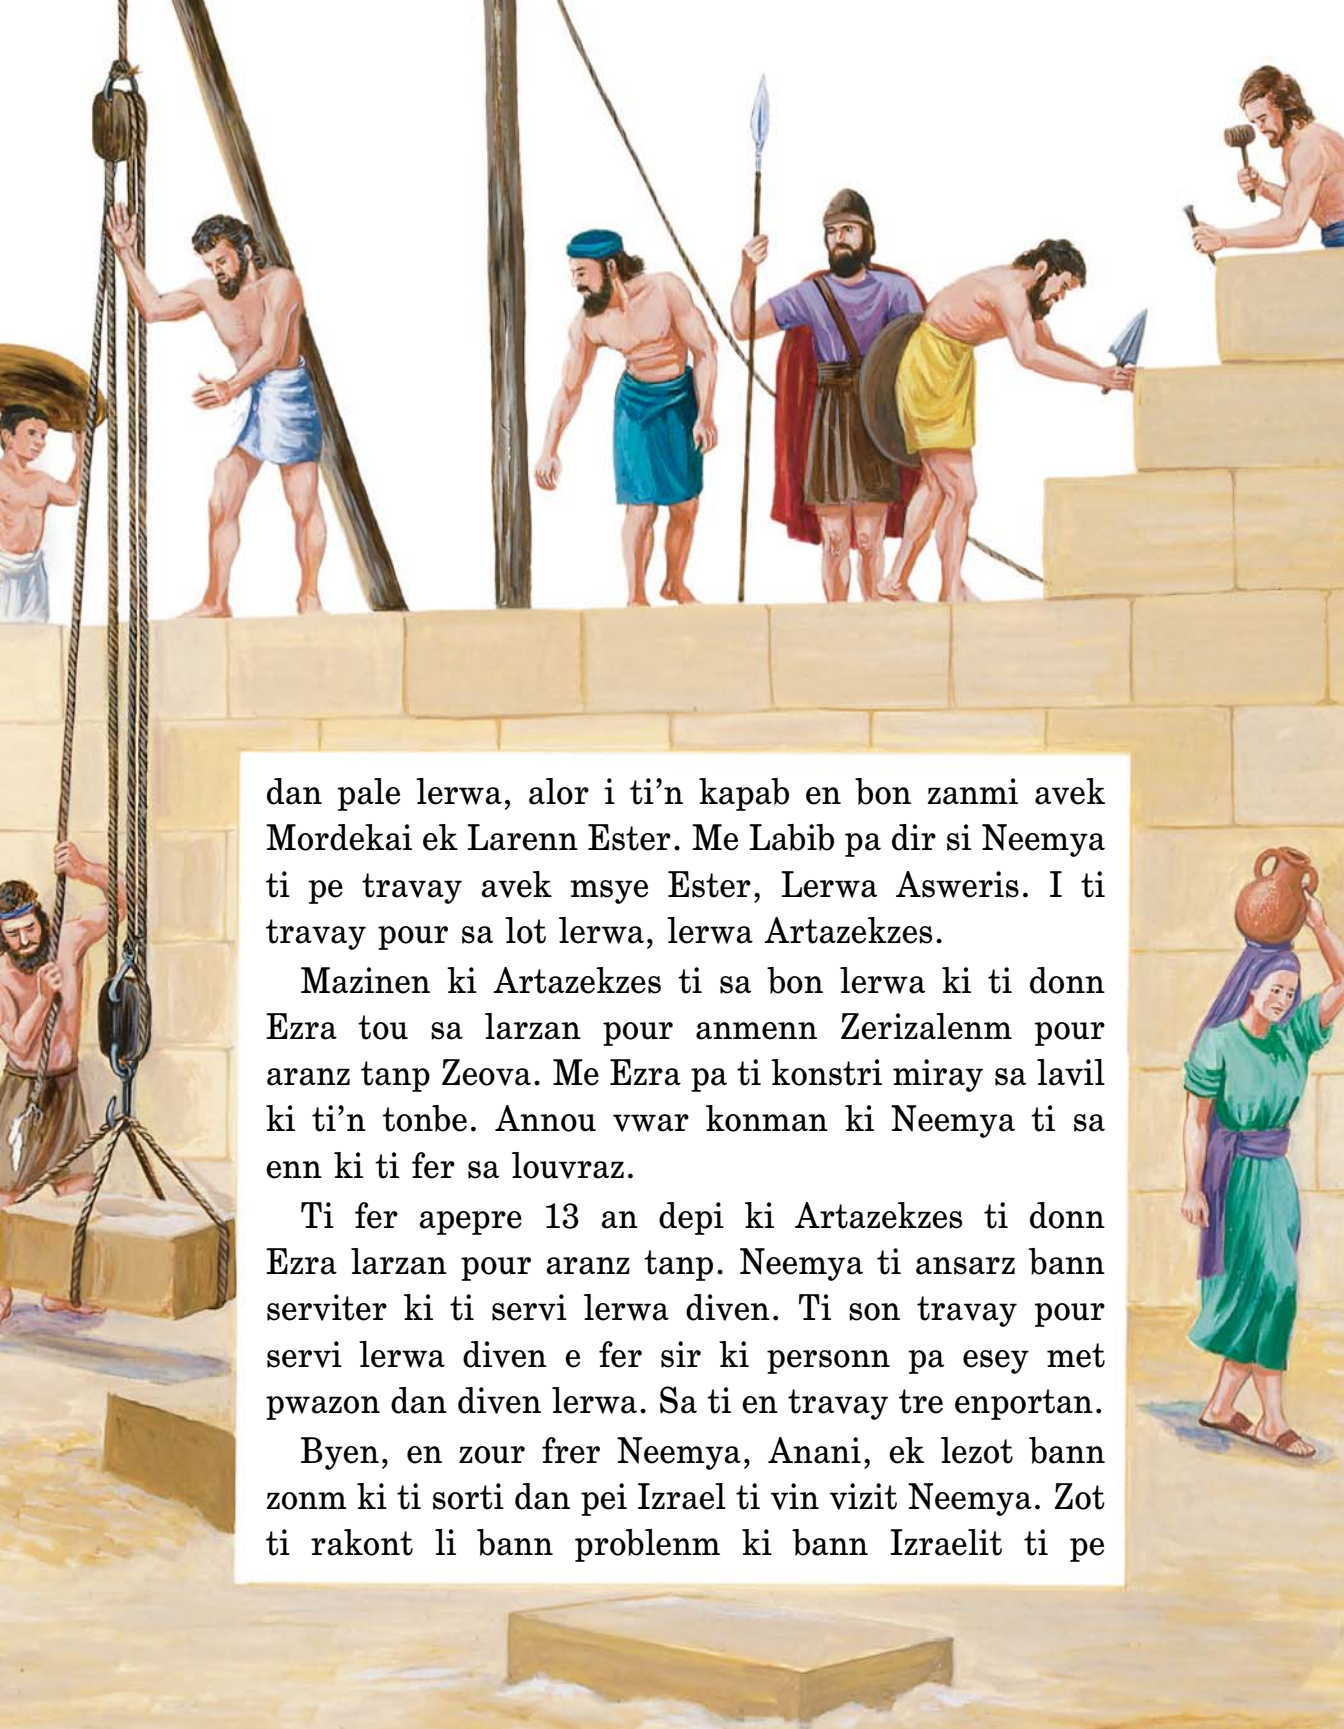 dan pale lerwa, alor i ti’n kapab en bon zanmi avek
Mordekai ek Larenn Ester. Me Labib pa dir si Neemya
ti pe travay avek msye Ester, Lerwa Asweris. I ti
travay pour sa lot lerwa, lerwa Artazekzes.
Mazinen ki Artazekzes ti sa bon lerwa ki ti donn
Ezra tou sa larzan pour anmenn Zerizalenm pour
aranz tanp Zeova. Me Ezra pa ti konstri miray sa lavil
ki ti’n tonbe. Annou vwar konman ki Neemya ti sa
enn ki ti fer sa louvraz.
Ti fer apepre 13 an depi ki Artazekzes ti donn
Ezra larzan pour aranz tanp. Neemya ti ansarz bann
serviter ki ti servi lerwa diven. Ti son travay pour
servi lerwa diven e fer sir ki personn pa esey met
pwazon dan diven lerwa. Sa ti en travay tre enportan.
Byen, en zour frer Neemya, Anani, ek lezot bann
zonm ki ti sorti dan pei Izrael ti vin vizit Neemya. Zot
ti rakont li bann problenm ki bann Izraelit ti pe